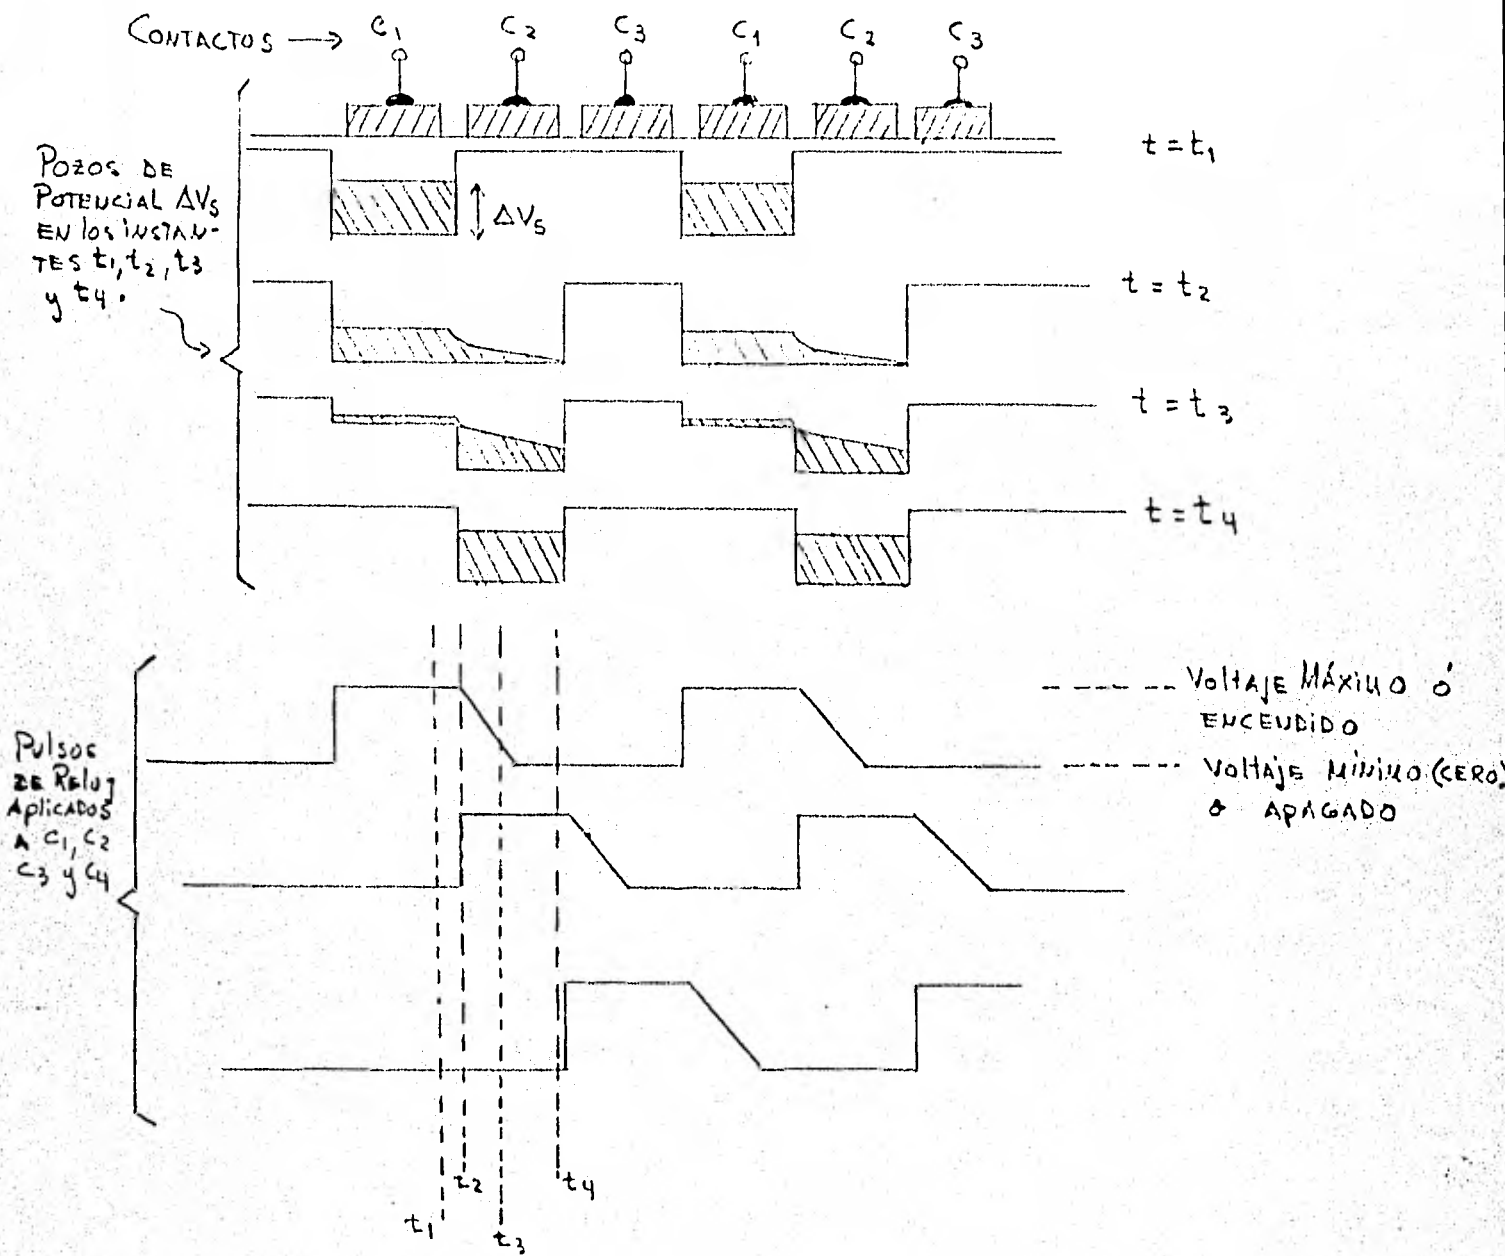 CONTACTOS → C1 C2 C3 C1 C2 C3
t = t1
POZOS DE
POTENCIAL ΔVs
EN los iNSTAN-
TES t1, t2, t3
y t4.
ΔVs
t = t2
t = t3
t = t4
Pulsos
DE Reloj
Aplicados
A C1, C2
C3 y C4
VoltAjE MÁXiMO Ó
ENCENDIDO
VoltAjE MÍNiMO (CERO)
O APAGADO
t1 t2 t3 t4